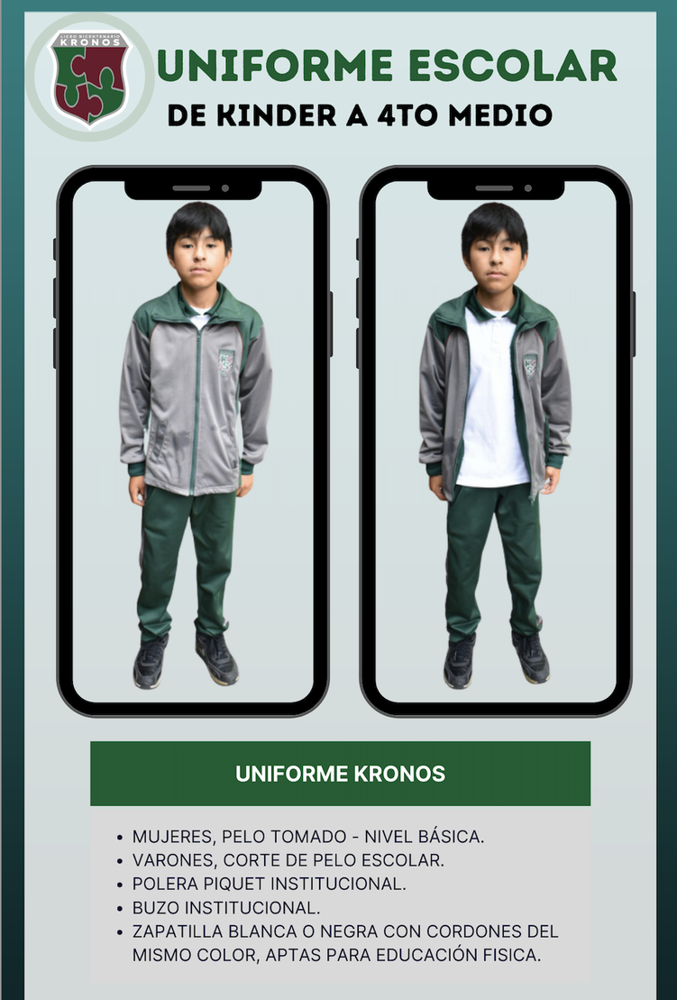 LICEO BICENTENARIO
KRONOS
UNIFORME ESCOLAR
DE KINDER A 4TO MEDIO
UNIFORME KRONOS
• MUJERES, PELO TOMADO - NIVEL BÁSICA.
• VARONES, CORTE DE PELO ESCOLAR.
• POLERA PIQUET INSTITUCIONAL.
• BUZO INSTITUCIONAL.
• ZAPATILLA BLANCA O NEGRA CON CORDONES DEL
MISMO COLOR, APTAS PARA EDUCACIÓN FISICA.